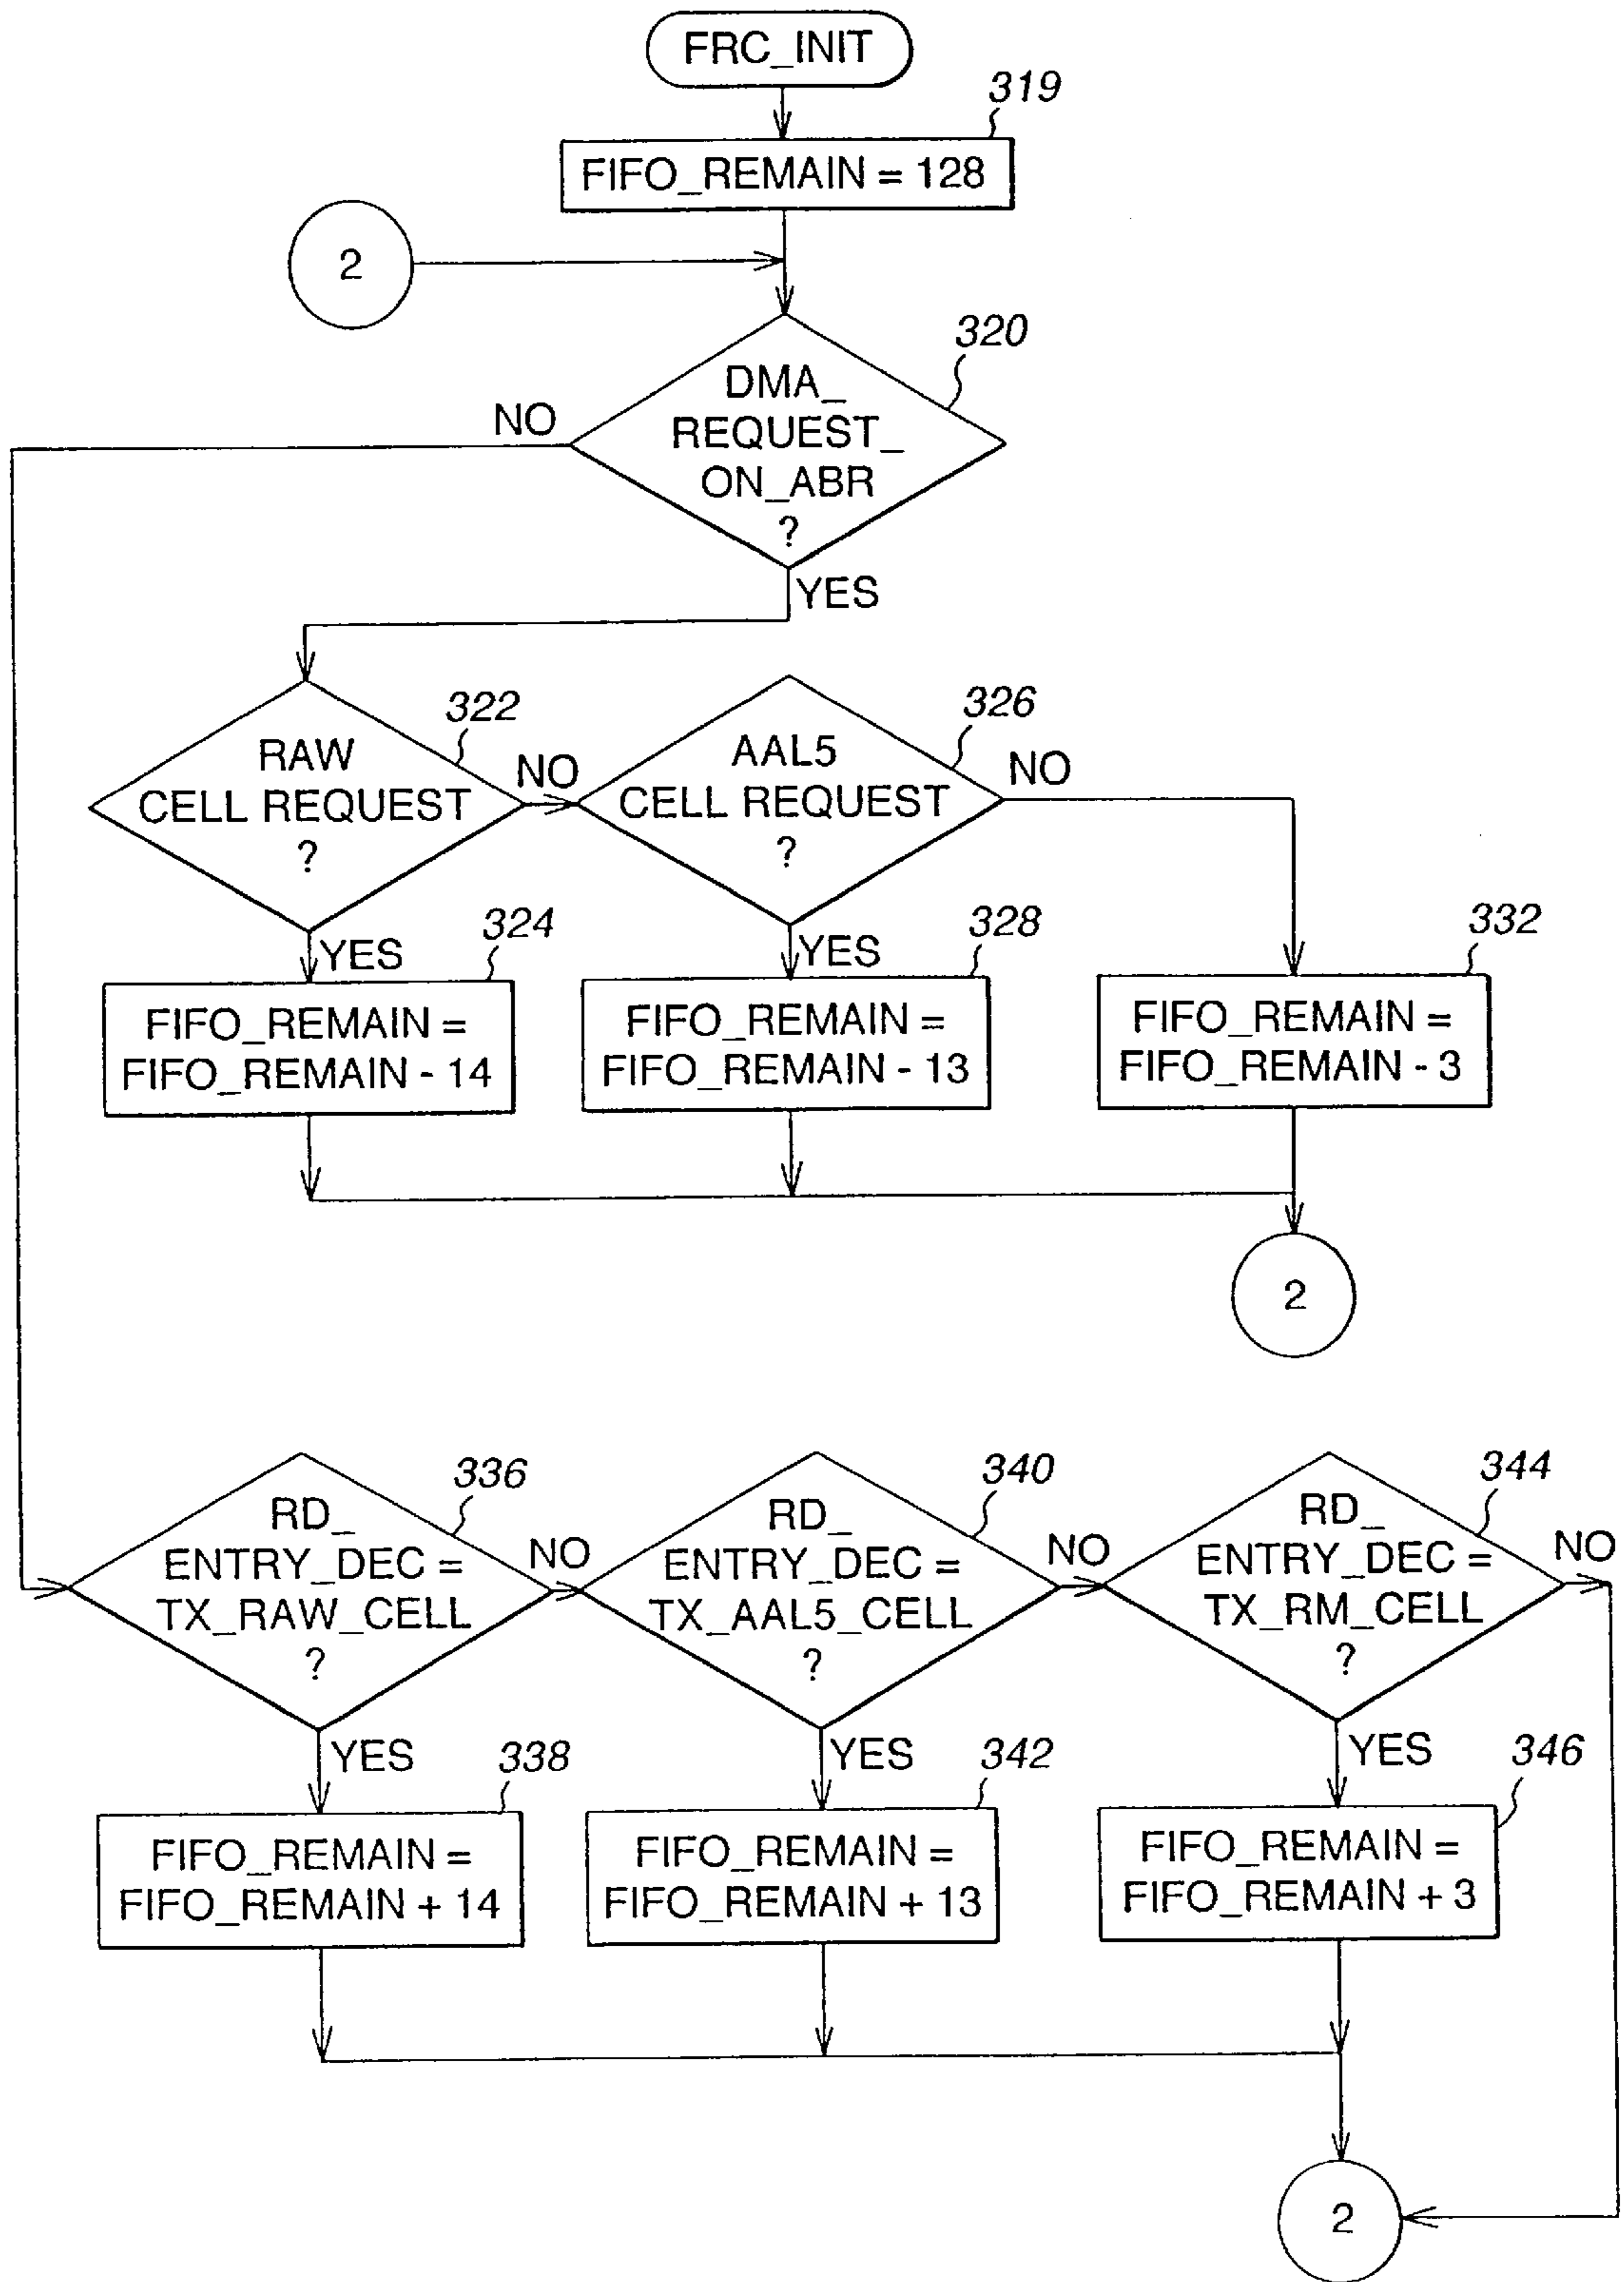 FRC_INIT
319
FIFO_REMAIN = 128
2
320
DMA_
REQUEST_
ON_ABR
?
NO
YES
322
RAW
CELL REQUEST
?
NO
326
AAL5
CELL REQUEST
?
NO
YES
324
FIFO_REMAIN =
FIFO_REMAIN - 14
YES
328
FIFO_REMAIN =
FIFO_REMAIN - 13
332
FIFO_REMAIN =
FIFO_REMAIN - 3
2
336
RD_
ENTRY_DEC =
TX_RAW_CELL
?
NO
340
RD_
ENTRY_DEC =
TX_AAL5_CELL
?
NO
344
RD_
ENTRY_DEC =
TX_RM_CELL
?
NO
YES
338
FIFO_REMAIN =
FIFO_REMAIN + 14
YES
342
FIFO_REMAIN =
FIFO_REMAIN + 13
YES
346
FIFO_REMAIN =
FIFO_REMAIN + 3
2